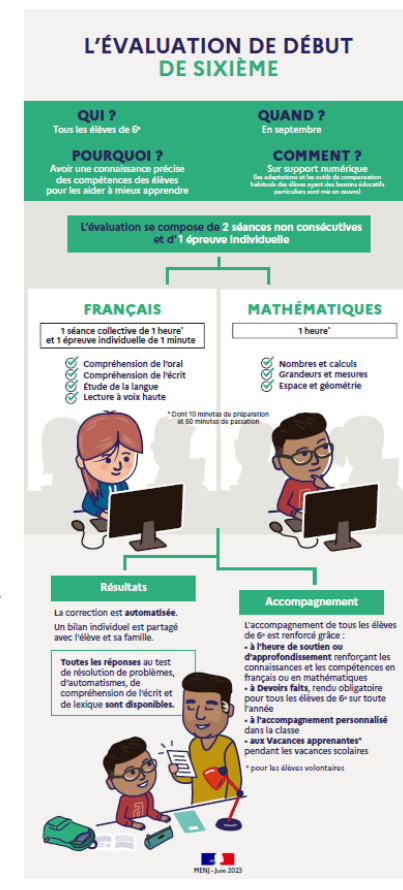 L'ÉVALUATION DE DÉBUT
DE SIXIÈME
QUI ?
Tous les élèves de 6e
QUAND ?
En septembre
POURQUOI ?
Avoir une connaissance précise
des compétences des élèves
pour les aider à mieux apprendre
COMMENT ?
Sur support numérique
(les adaptations et les outils de compensation
habituels des élèves ayant des besoins éducatifs
particuliers sont mis en œuvre)
L'évaluation se compose de 2 séances non consécutives
et d'1 épreuve individuelle
FRANÇAIS
1 séance collective de 1 heure*
et 1 épreuve individuelle de 1 minute
Compréhension de l'oral
Compréhension de l'écrit
Étude de la langue
Lecture à voix haute
MATHÉMATIQUES
1 heure*
Nombres et calculs
Grandeurs et mesures
Espace et géométrie
* Dont 10 minutes de préparation
et 50 minutes de passation
Résultats
La correction est automatisée.
Un bilan individuel est partagé
avec l'élève et sa famille.
Toutes les réponses au test
de résolution de problèmes,
d'automatismes, de
compréhension de l'écrit et
de lexique sont disponibles.
Accompagnement
L'accompagnement de tous les élèves
de 6e est renforcé grâce :
• à l'heure de soutien ou
d'approfondissement renforçant les
connaissances et les compétences en
français ou en mathématiques
• à Devoirs faits, rendu obligatoire
pour tous les élèves de 6e sur toute
l'année
• à l'accompagnement personnalisé
dans la classe
• aux Vacances apprenantes*
pendant les vacances scolaires
* pour les élèves volontaires
MENJ - Juin 2023